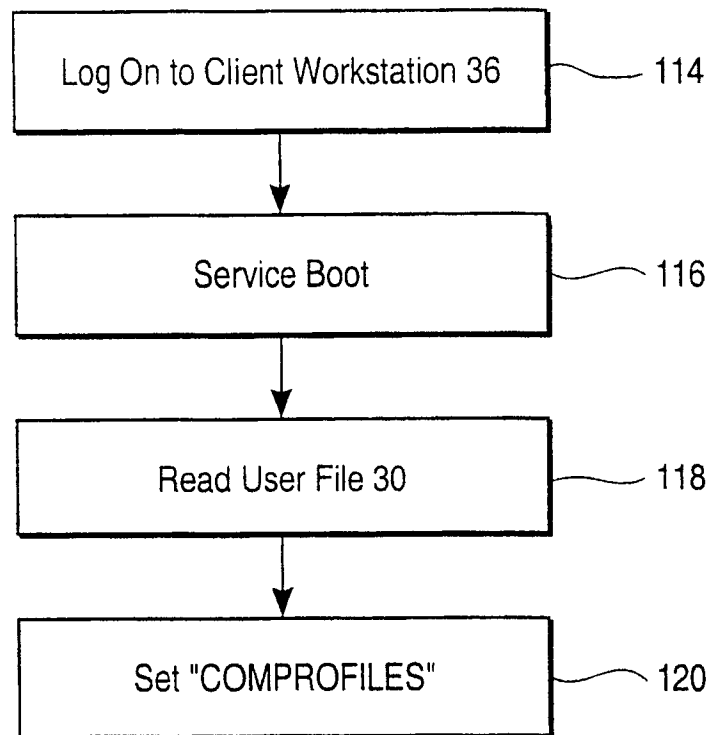 Log On to Client Workstation 36
114
Service Boot
116
Read User File 30
118
Set "COMPROFILES"
120